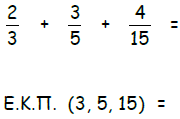 2/3 + 3/5 + 4/15 =
Ε.Κ.Π. (3, 5, 15) =